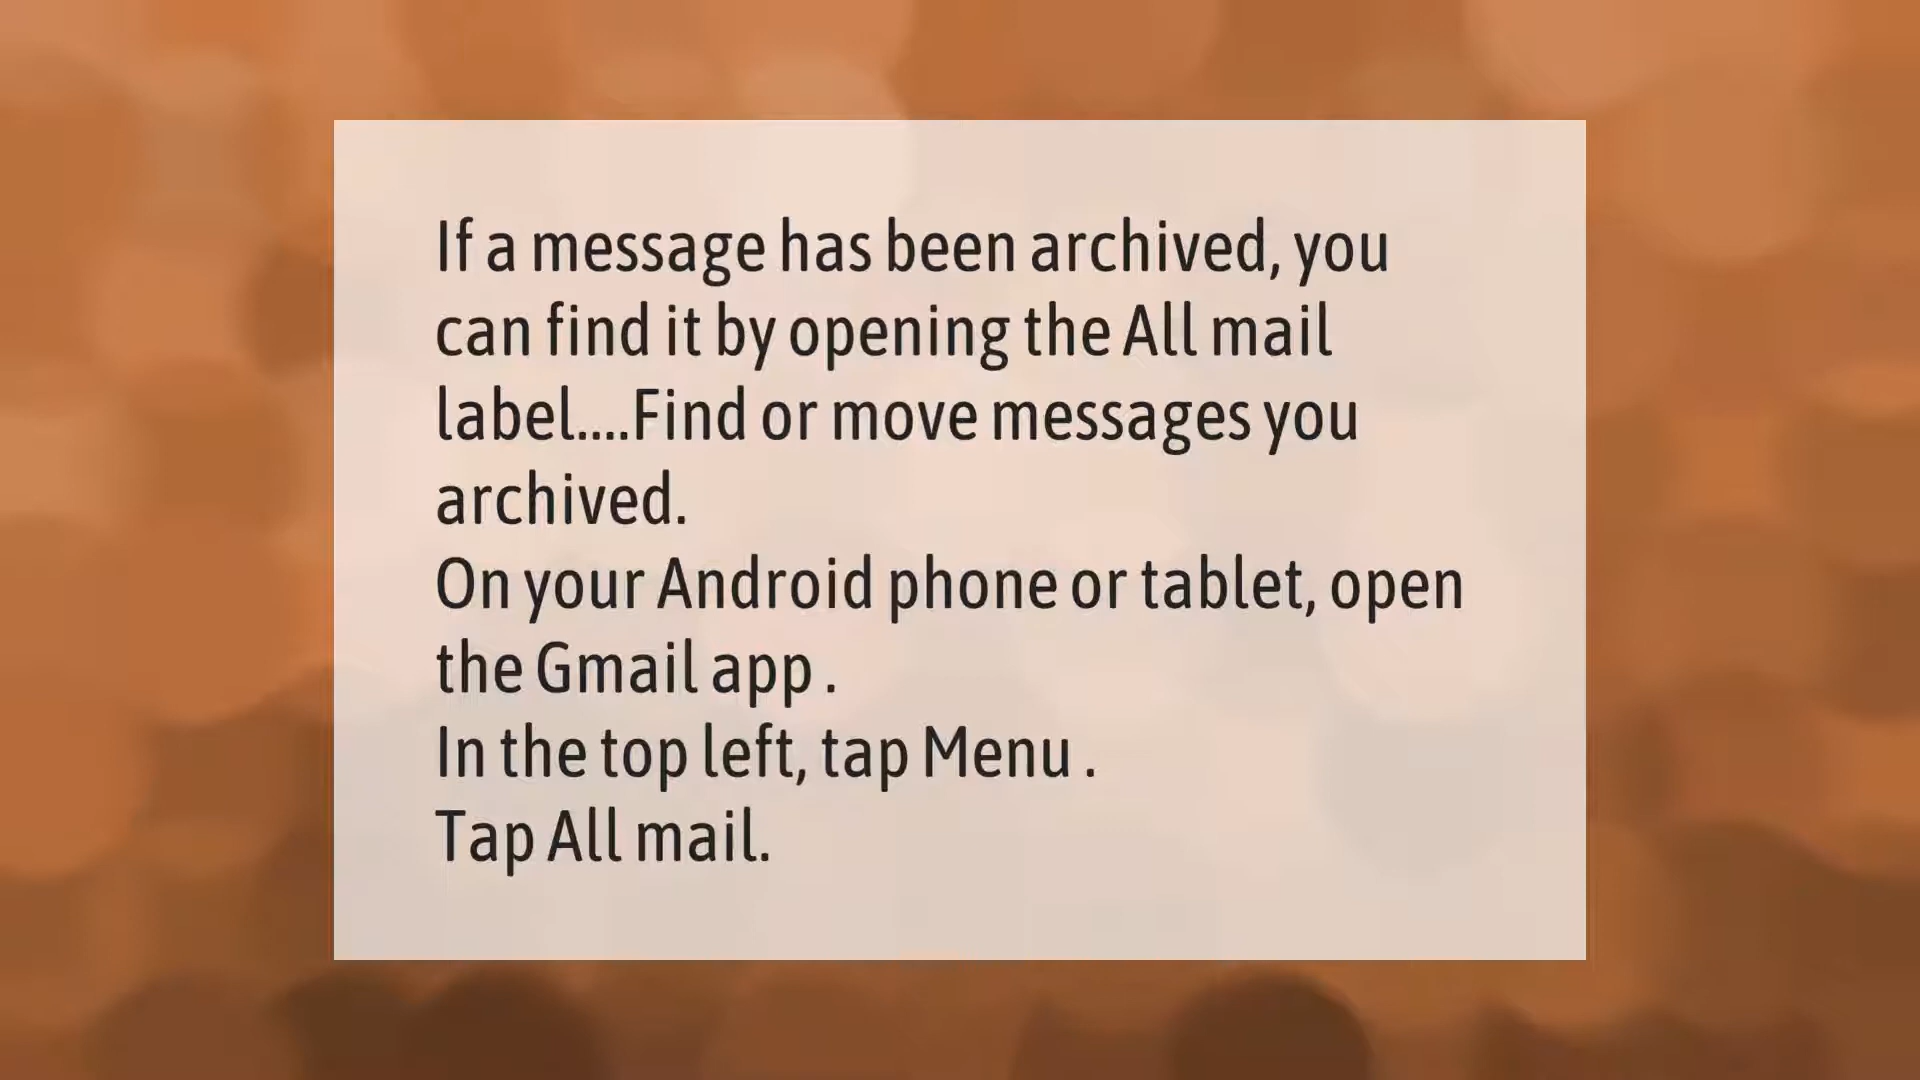 If a message has been archived, you
can find it by opening the All mail
label....Find or move messages you
archived.
On your Android phone or tablet, open
the Gmail app .
In the top left, tap Menu .
Tap All mail.